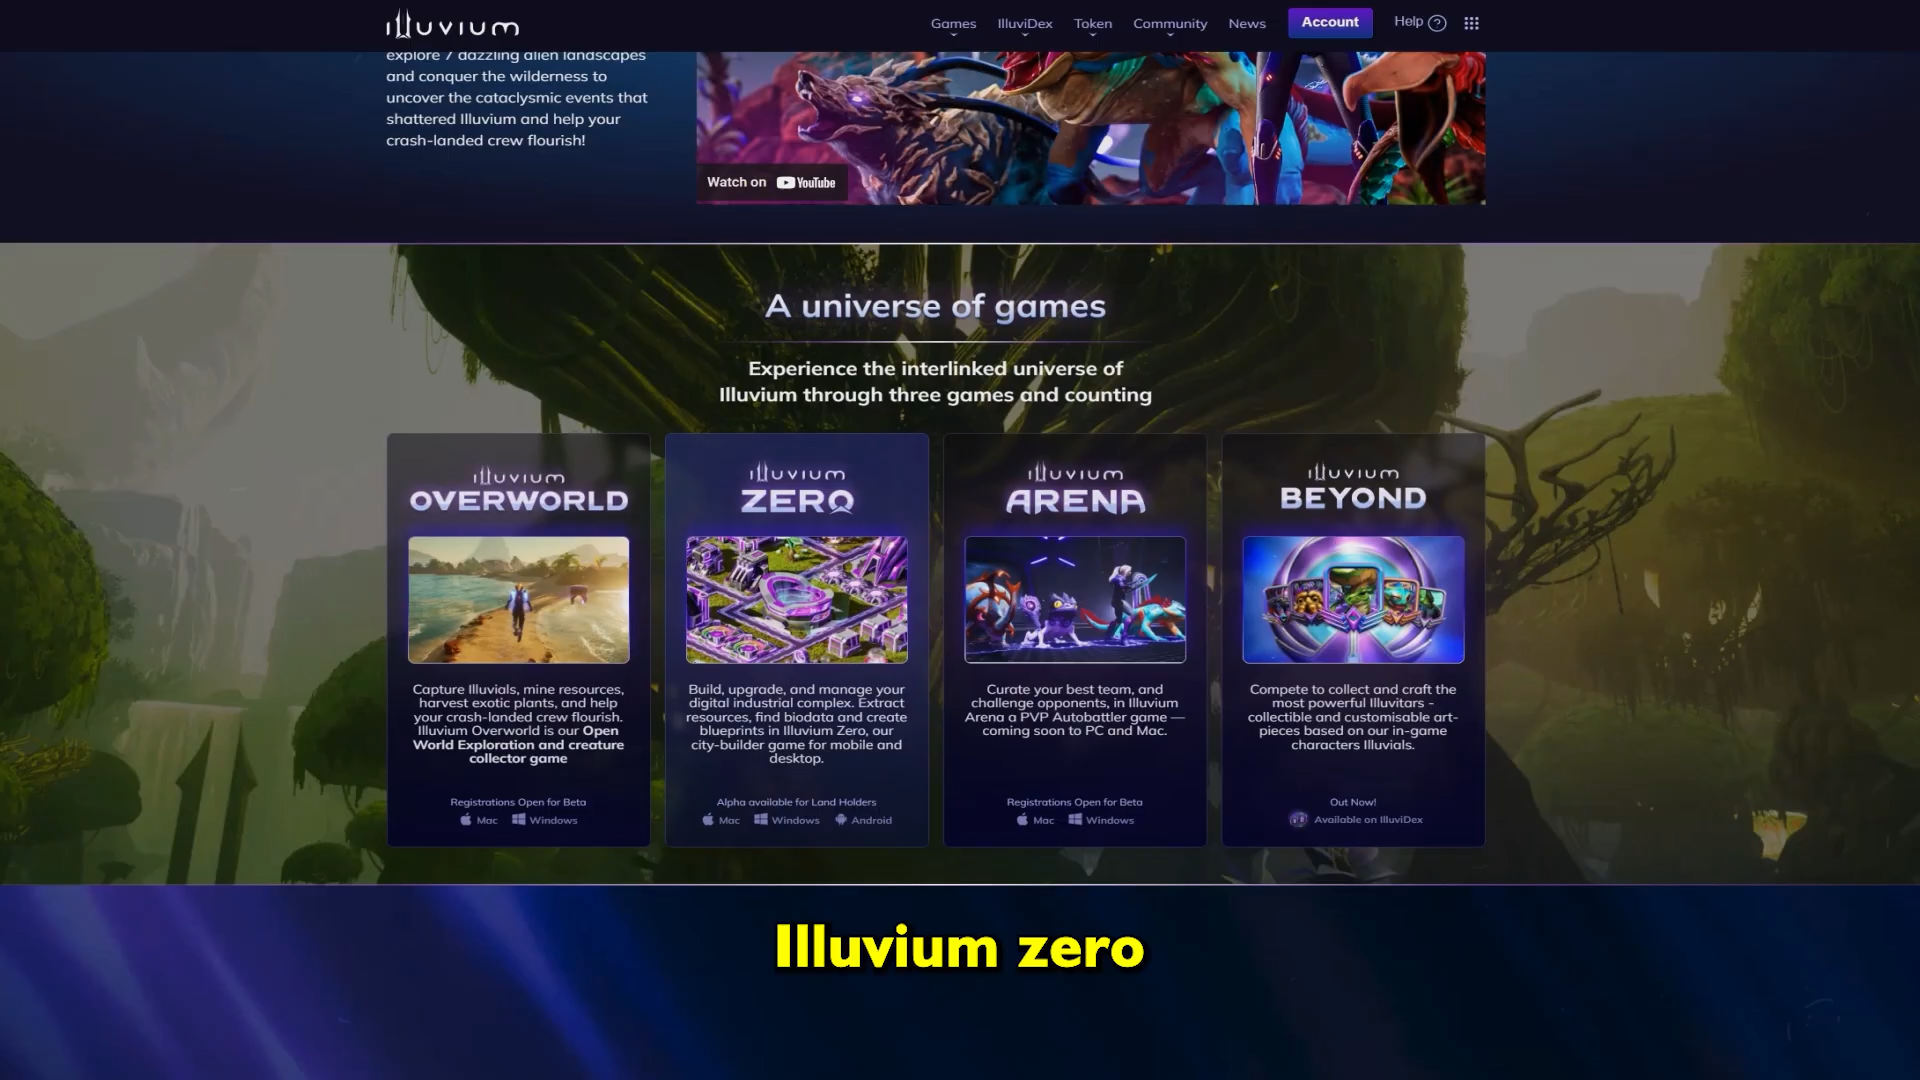 ILLUVIUM
Games
IlluviDex
Token
Community
News
Account
Help ?
explore 7 dazzling alien landscapes
and conquer the wilderness to
uncover the cataclysmic events that
shattered Illuvium and help your
crash-landed crew flourish!
Watch on YouTube
A universe of games
Experience the interlinked universe of
Illuvium through three games and counting
ILLUVIUM
OVERWORLD
Capture Illuvials, mine resources,
harvest exotic plants, and help
your crash-landed crew flourish.
Illuvium Overworld is our Open
World Exploration and creature
collector game
Registrations Open for Beta
Mac Windows
ILLUVIUM
ZERO
Build, upgrade, and manage your
digital industrial complex. Extract
resources, find biodata and create
blueprints in Illuvium Zero, our
city-builder game for mobile and
desktop.
Alpha available for Land Holders
Mac Windows Android
ILLUVIUM
ARENA
Curate your best team, and
challenge opponents, in Illuvium
Arena a PVP Autobattler game —
coming soon to PC and Mac.
Registrations Open for Beta
Mac Windows
ILLUVIUM
BEYOND
Compete to collect and craft the
most powerful Illuvitars -
collectible and customisable art-
pieces based on our in-game
characters Illuvials.
Out Now!
Available on IlluviDex
Illuvium zero